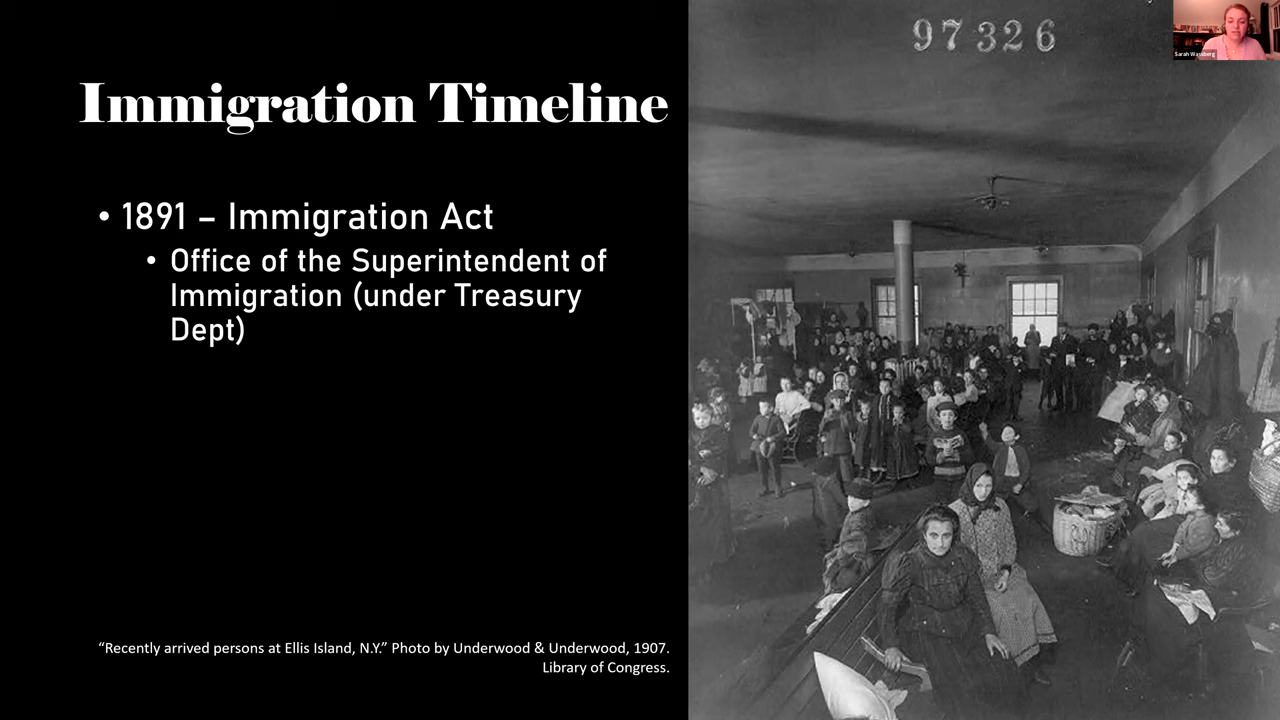 97326
Sarah Wassberg
Immigration Timeline
• 1891 – Immigration Act
• Office of the Superintendent of
Immigration (under Treasury
Dept)
“Recently arrived persons at Ellis Island, N.Y.” Photo by Underwood & Underwood, 1907.
Library of Congress.